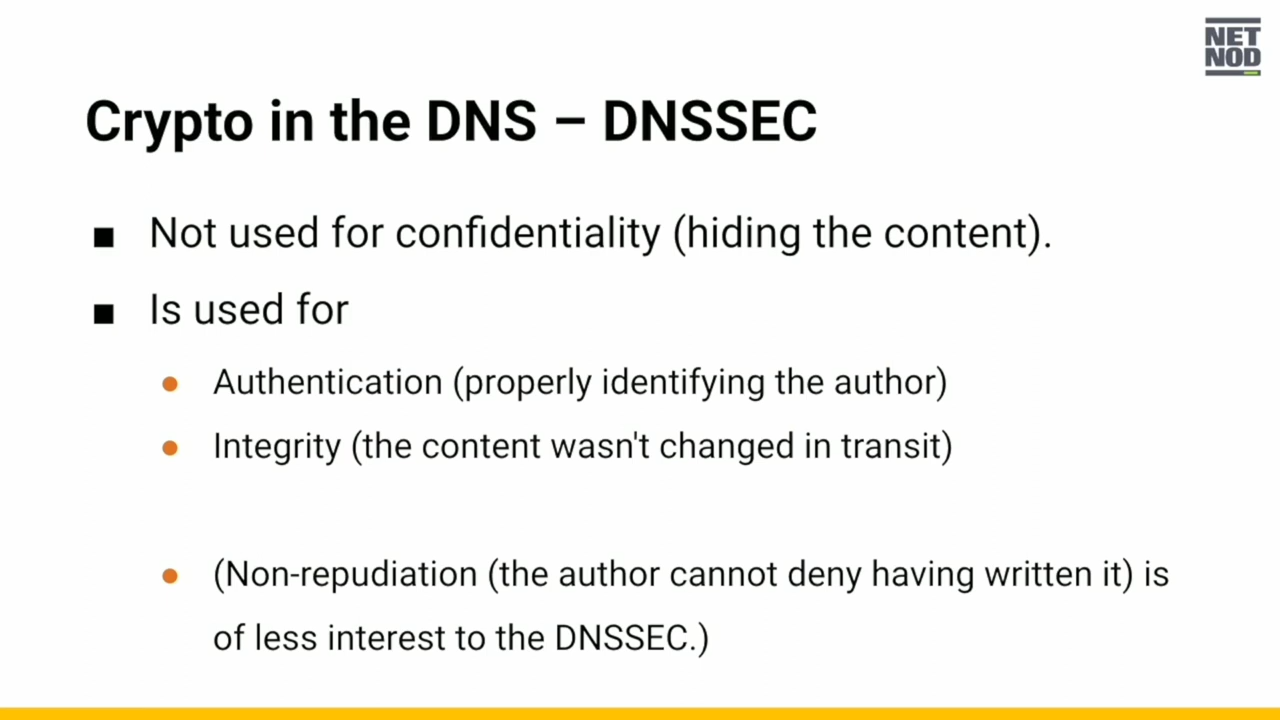 NET
NOD
Crypto in the DNS – DNSSEC
Not used for confidentiality (hiding the content).
Is used for
Authentication (properly identifying the author)
Integrity (the content wasn't changed in transit)
(Non-repudiation (the author cannot deny having written it) is
of less interest to the DNSSEC.)